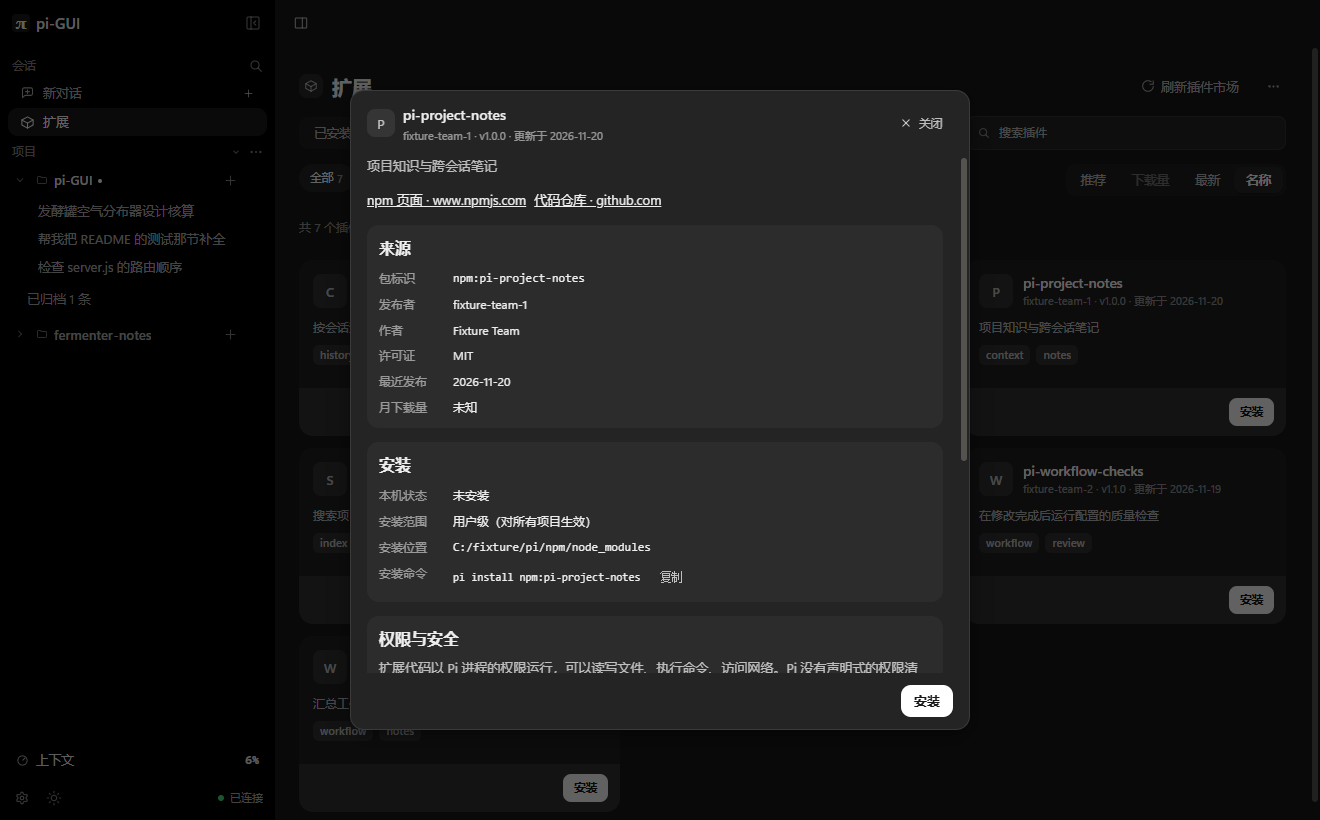 π pi-GUI
会话
新对话
扩展
项目
pi-GUI
发酵罐空气分布器设计核算
帮我把 README 的测试那节补全
检查 server.js 的路由顺序
已归档 1 条
fermenter-notes
上下文 6%
已连接
扩展
刷新插件市场
已安装
搜索插件
全部 7
推荐 下载量 最新 名称
共 7 个插
C
按会话
history
P
pi-project-notes
fixture-team-1 · v1.0.0 · 更新于 2026-11-20
项目知识与跨会话笔记
context notes
安装
S
搜索项
index
W
pi-workflow-checks
fixture-team-2 · v1.1.0 · 更新于 2026-11-19
在修改完成后运行配置的质量检查
workflow review
安装
W
汇总工
workflow notes
安装
P
pi-project-notes
fixture-team-1 · v1.0.0 · 更新于 2026-11-20
关闭
项目知识与跨会话笔记
npm 页面 · www.npmjs.com 代码仓库 · github.com
来源
包标识 npm:pi-project-notes
发布者 fixture-team-1
作者 Fixture Team
许可证 MIT
最近发布 2026-11-20
月下载量 未知
安装
本机状态 未安装
安装范围 用户级（对所有项目生效）
安装位置 C:/fixture/pi/npm/node_modules
安装命令 pi install npm:pi-project-notes 复制
权限与安全
扩展代码以 Pi 进程的权限运行，可以读写文件、执行命令、访问网络。Pi 没有声明式的权限清
安装